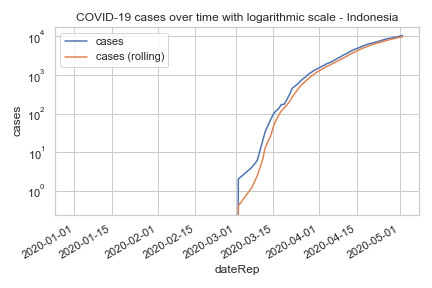 COVID-19 cases over time with logarithmic scale - Indonesia
cases
cases (rolling)
10⁴
10³
10²
10¹
10⁰
cases
2020-01-01
2020-01-15
2020-02-01
2020-02-15
2020-03-01
2020-03-15
2020-04-01
2020-04-15
2020-05-01
dateRep